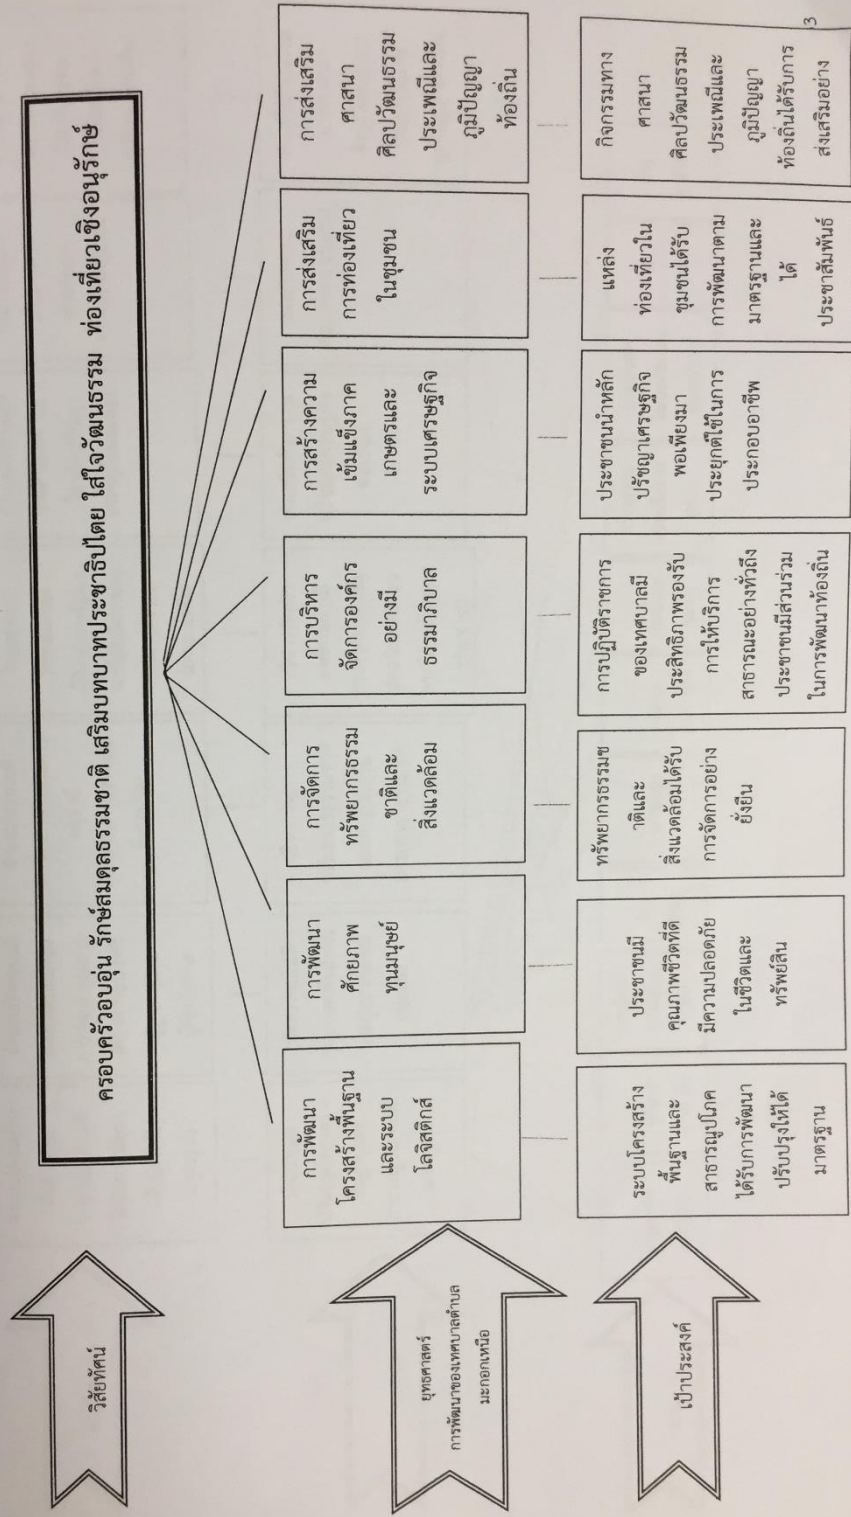 วิสัยทัศน์
ครอบครัวอบอุ่น รักษ์สมดุลธรรมชาติ เสริมบทบาทประชาธิปไตย ใส่ใจวัฒนธรรม ท่องเที่ยวเชิงอนุรักษ์
ยุทธศาสตร์
การพัฒนาของเทศบาลตำบล
มะกอกเหนือ
การพัฒนา
โครงสร้างพื้นฐาน
และระบบ
โลจิสติกส์
การพัฒนา
ศักยภาพ
ทุนมนุษย์
การจัดการ
ทรัพยากรธรรม
ชาติและ
สิ่งแวดล้อม
การบริหาร
จัดการองค์กร
อย่างมี
ธรรมาภิบาล
การสร้างความ
เข้มแข็งภาค
เกษตรและ
ระบบเศรษฐกิจ
การส่งเสริม
การท่องเที่ยว
ในชุมชน
การส่งเสริม
ศาสนา
ศิลปวัฒนธรรม
ประเพณีและ
ภูมิปัญญา
ท้องถิ่น
เป้าประสงค์
ระบบโครงสร้าง
พื้นฐานและ
สาธารณูปโภค
ได้รับการพัฒนา
ปรับปรุงให้ได้
มาตรฐาน
ประชาชนมี
คุณภาพชีวิตที่ดี
มีความปลอดภัย
ในชีวิตและ
ทรัพย์สิน
ทรัพยากรธรรมช
าติและ
สิ่งแวดล้อมได้รับ
การจัดการอย่าง
ยั่งยืน
การปฏิบัติราชการ
ของเทศบาลมี
ประสิทธิภาพรองรับ
การให้บริการ
สาธารณะอย่างทั่วถึง
ประชาชนมีส่วนร่วม
ในการพัฒนาท้องถิ่น
ประชาชนนำหลัก
ปรัชญาเศรษฐกิจ
พอเพียงมา
ประยุกต์ใช้ในการ
ประกอบอาชีพ
แหล่ง
ท่องเที่ยวใน
ชุมชนได้รับ
การพัฒนาตาม
มาตรฐานและ
ได้
ประชาสัมพันธ์
กิจกรรมทาง
ศาสนา
ศิลปวัฒนธรรม
ประเพณีและ
ภูมิปัญญา
ท้องถิ่นได้รับการ
ส่งเสริมอย่าง
3